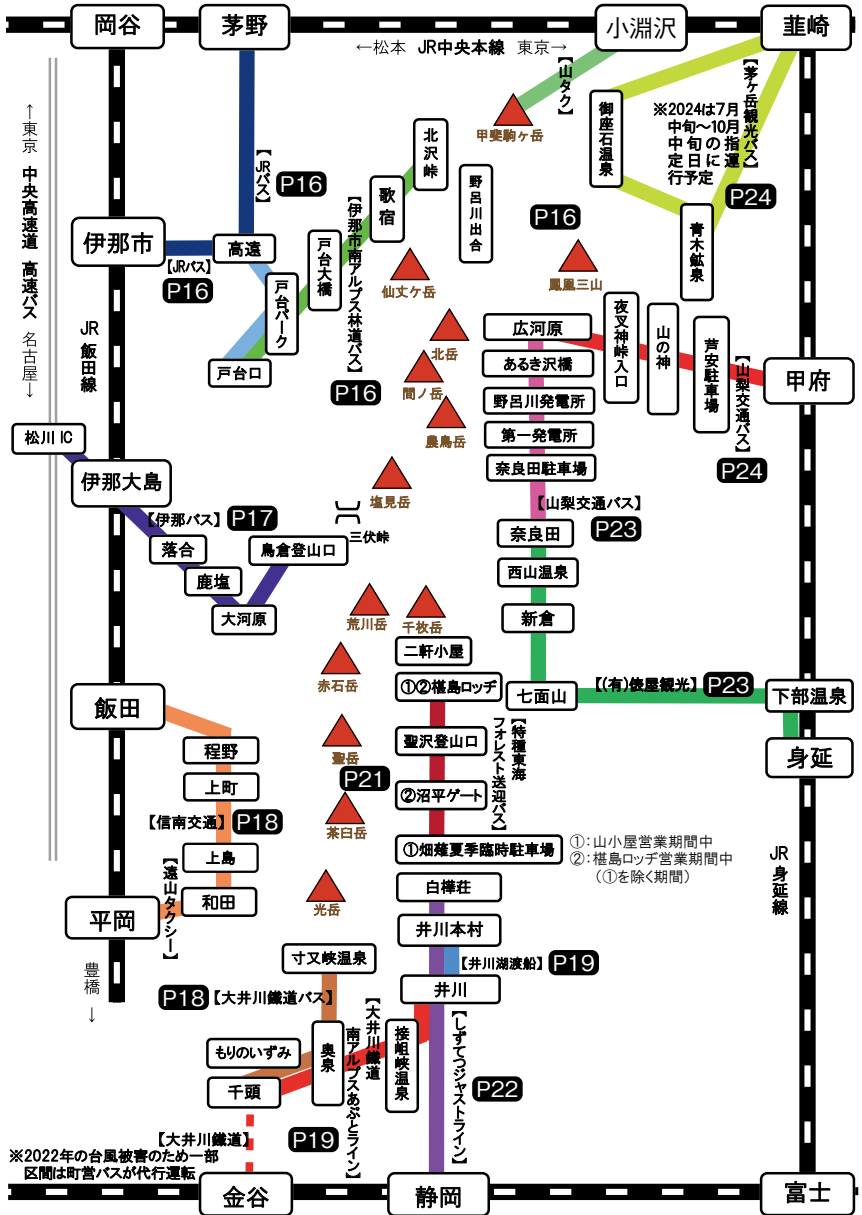 岡谷
茅野
小淵沢
韮崎
←松本 JR中央本線 東京→
【山タク】
甲斐駒ヶ岳
【茅ヶ岳観光バス】
P24
御座石温泉
※2024は7月
中旬～10月
中旬の指
定日に運
行予定
青木鉱泉
←東京 中央高速道 高速バス 名古屋→
【JRバス】
P16
北沢峠
歌宿
野呂川出合
P16
伊那市
高遠
【JRバス】
P16
戸台大橋
戸台パーク
戸台口
【伊那市南アルプス林道バス】
P16
仙丈ケ岳
鳳凰三山
JR 飯田線
北岳
間ノ岳
農鳥岳
塩見岳
広河原
夜叉神峠入口
山の神
芦安駐車場
【山梨交通バス】
P24
甲府
あるき沢橋
野呂川発電所
第一発電所
奈良田駐車場
【山梨交通バス】
P23
松川 IC
伊那大島
【伊那バス】
P17
落合
鹿塩
大河原
鳥倉登山口
三伏峠
奈良田
西山温泉
新倉
七面山
【(有)俵屋観光】
P23
下部温泉
身延
荒川岳
千枚岳
二軒小屋
赤石岳
①②椹島ロッヂ
聖岳
聖沢登山口
P21
【特種東海
フォレスト送迎バス】
②沼平ゲート
茶臼岳
①畑薙夏季臨時駐車場
①:山小屋営業期間中
②:椹島ロッヂ営業期間中
(①を除く期間)
飯田
程野
上町
【信南交通】
P18
上島
和田
【遠山タクシー】
平岡
豊橋→
光岳
白樺荘
井川本村
【井川湖渡船】
P19
井川
JR 身延線
寸又峡温泉
P18
【大井川鐵道バス】
もりのいずみ
千頭
奥泉
【大井川鐵道
南アルプスあぷとライン】
P19
接岨峡温泉
【しずてつジャストライン】
P22
【大井川鐵道】
※2022年の台風被害のため一部
区間は町営バスが代行運転
金谷
静岡
富士